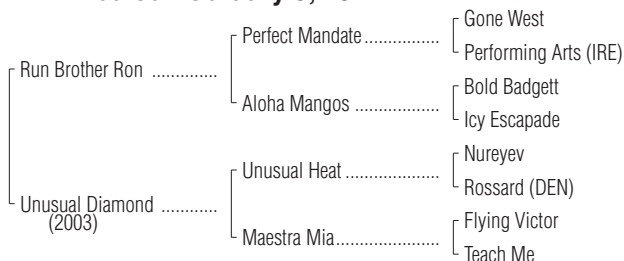 Gone West
Perfect Mandate................
Performing Arts (IRE)
Run Brother Ron ..............
Bold Badgett
Aloha Mangos ..................
Icy Escapade
Nureyev
Unusual Heat ....................
Rossard (DEN)
Unusual Diamond ............
(2003)
Flying Victor
Maestra Mia......................
Teach Me